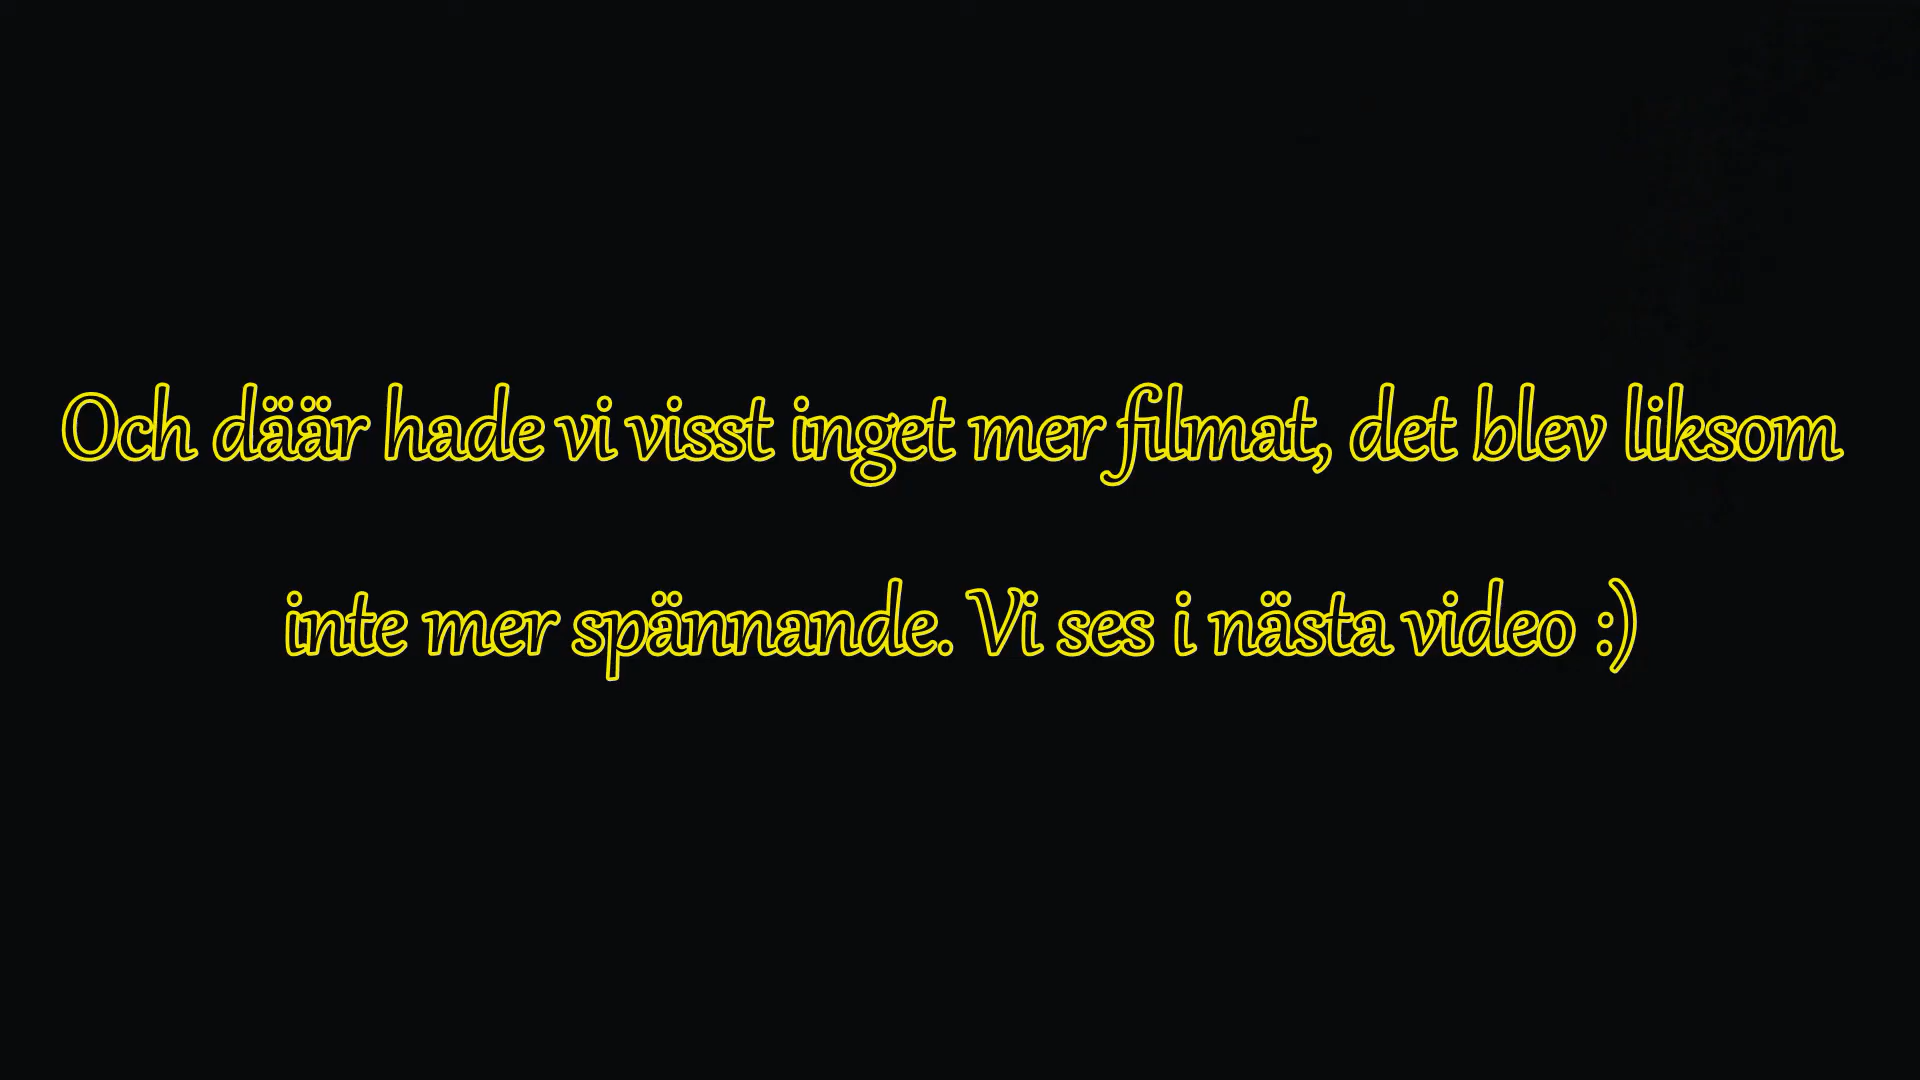 Och däär hade vi visst inget mer filmat, det blev liksom
inte mer spännande. Vi ses i nästa video :)